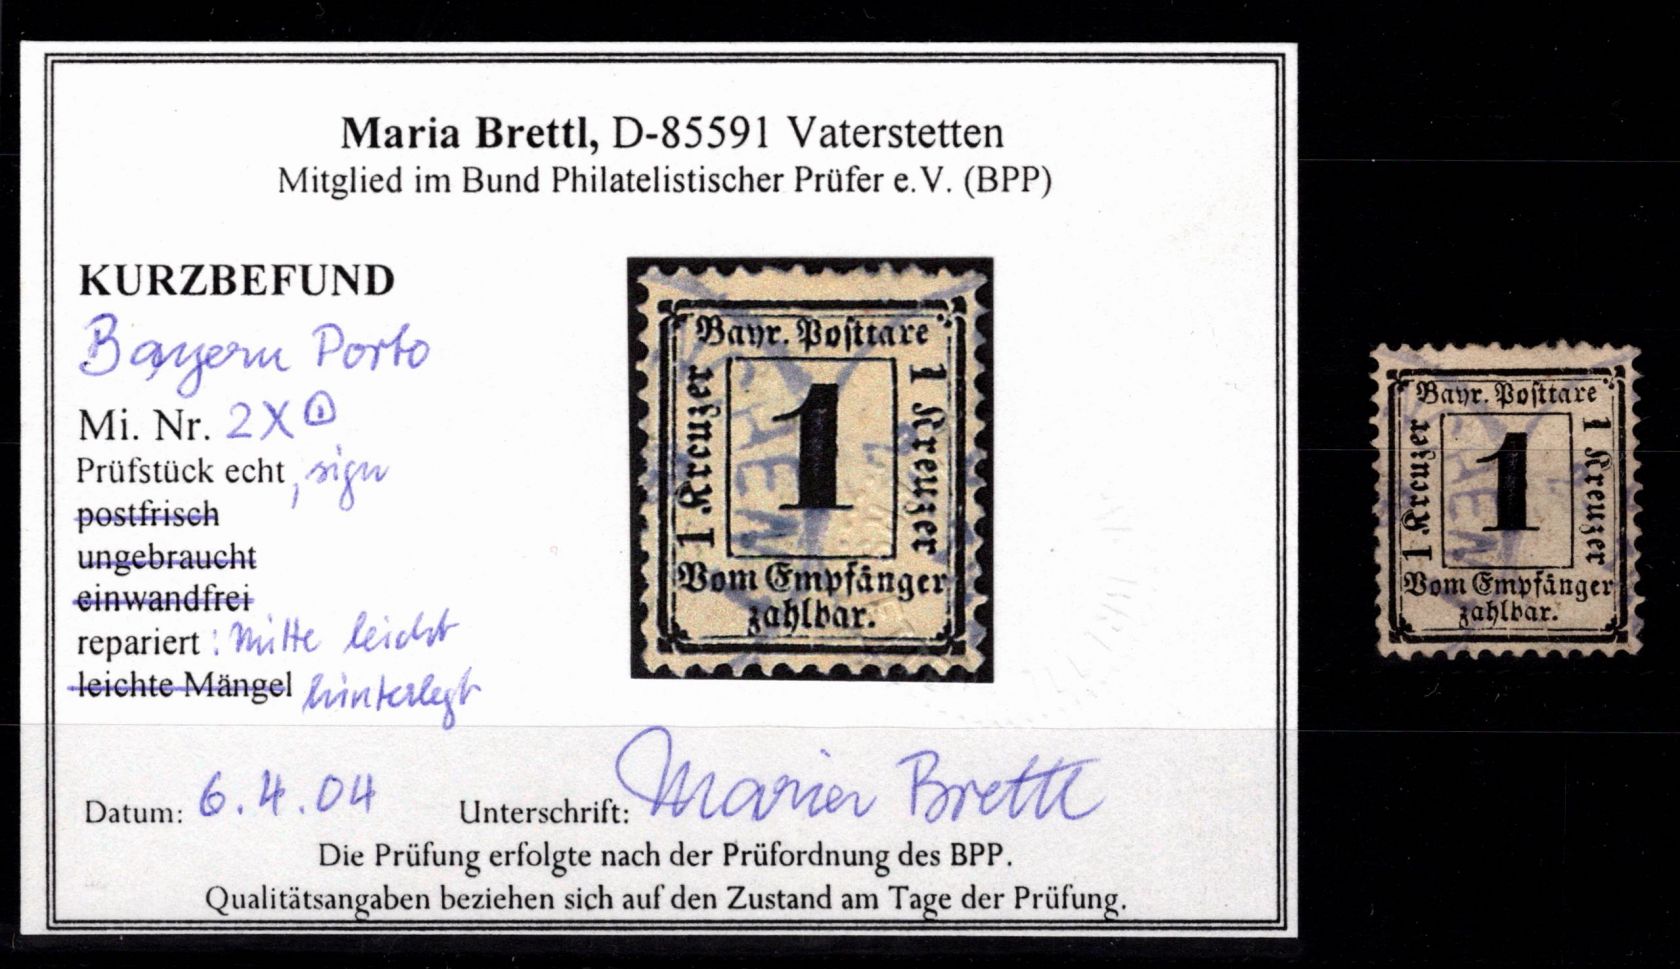 Maria Brettl, D-85591 Vaterstetten
Mitglied im Bund Philatelistischer Prüfer e.V. (BPP)
KURZBEFUND
Bayern Porto
Mi. Nr. 2X
Prüfstück echt, sign
postfrisch
ungebraucht
einwandfrei
repariert: Mitte leicht
leichte Mängel hinterlegt
Datum: 6.4.04 Unterschrift: Maria Brettl
Die Prüfung erfolgte nach der Prüfordnung des BPP.
Qualitätsangaben beziehen sich auf den Zustand am Tage der Prüfung.
Bayr. Posttaxe
1 Kreuzer
1
1 Kreuzer
Vom Empfänger
zahlbar.
Bayr. Posttaxe
1 Kreuzer
1
1 Kreuzer
Vom Empfänger
zahlbar.